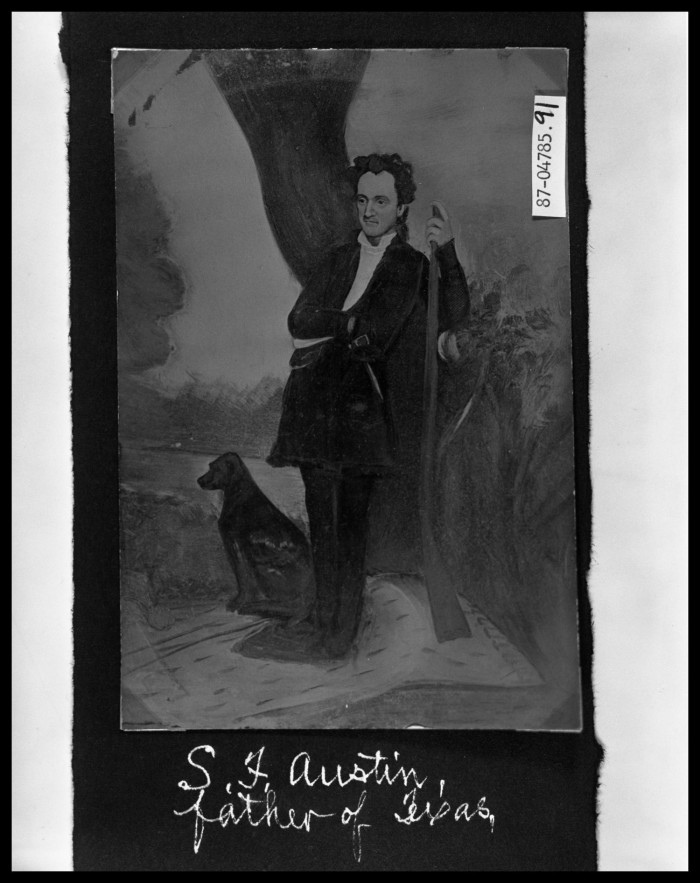 87-04785.91
S. F. Austin,
father of Texas,